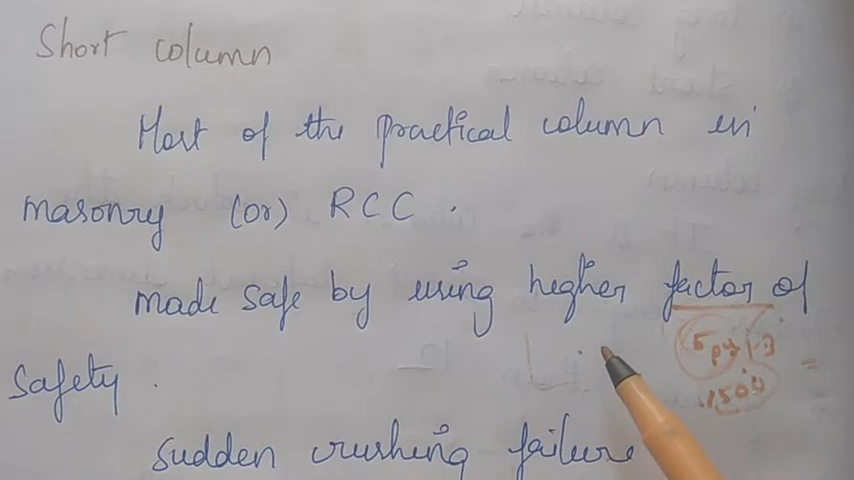 Short column
Most of the practical column in
masonry (or) RCC.
made safe by using higher factor of
safety.
sudden crushing failure